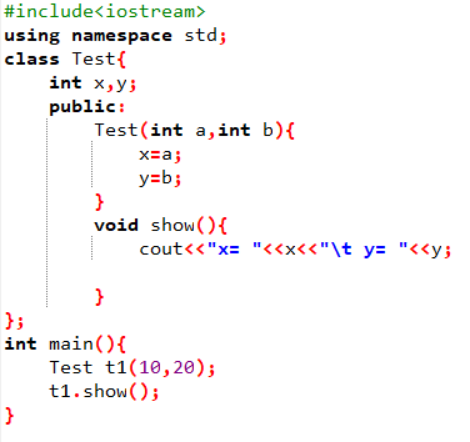 #include<iostream>
using namespace std;
class Test{
    int x,y;
    public:
        Test(int a,int b){
            x=a;
            y=b;
        }
        void show(){
            cout<<"x= "<<x<<"\t y= "<<y;
        }
};
int main(){
    Test t1(10,20);
    t1.show();
}